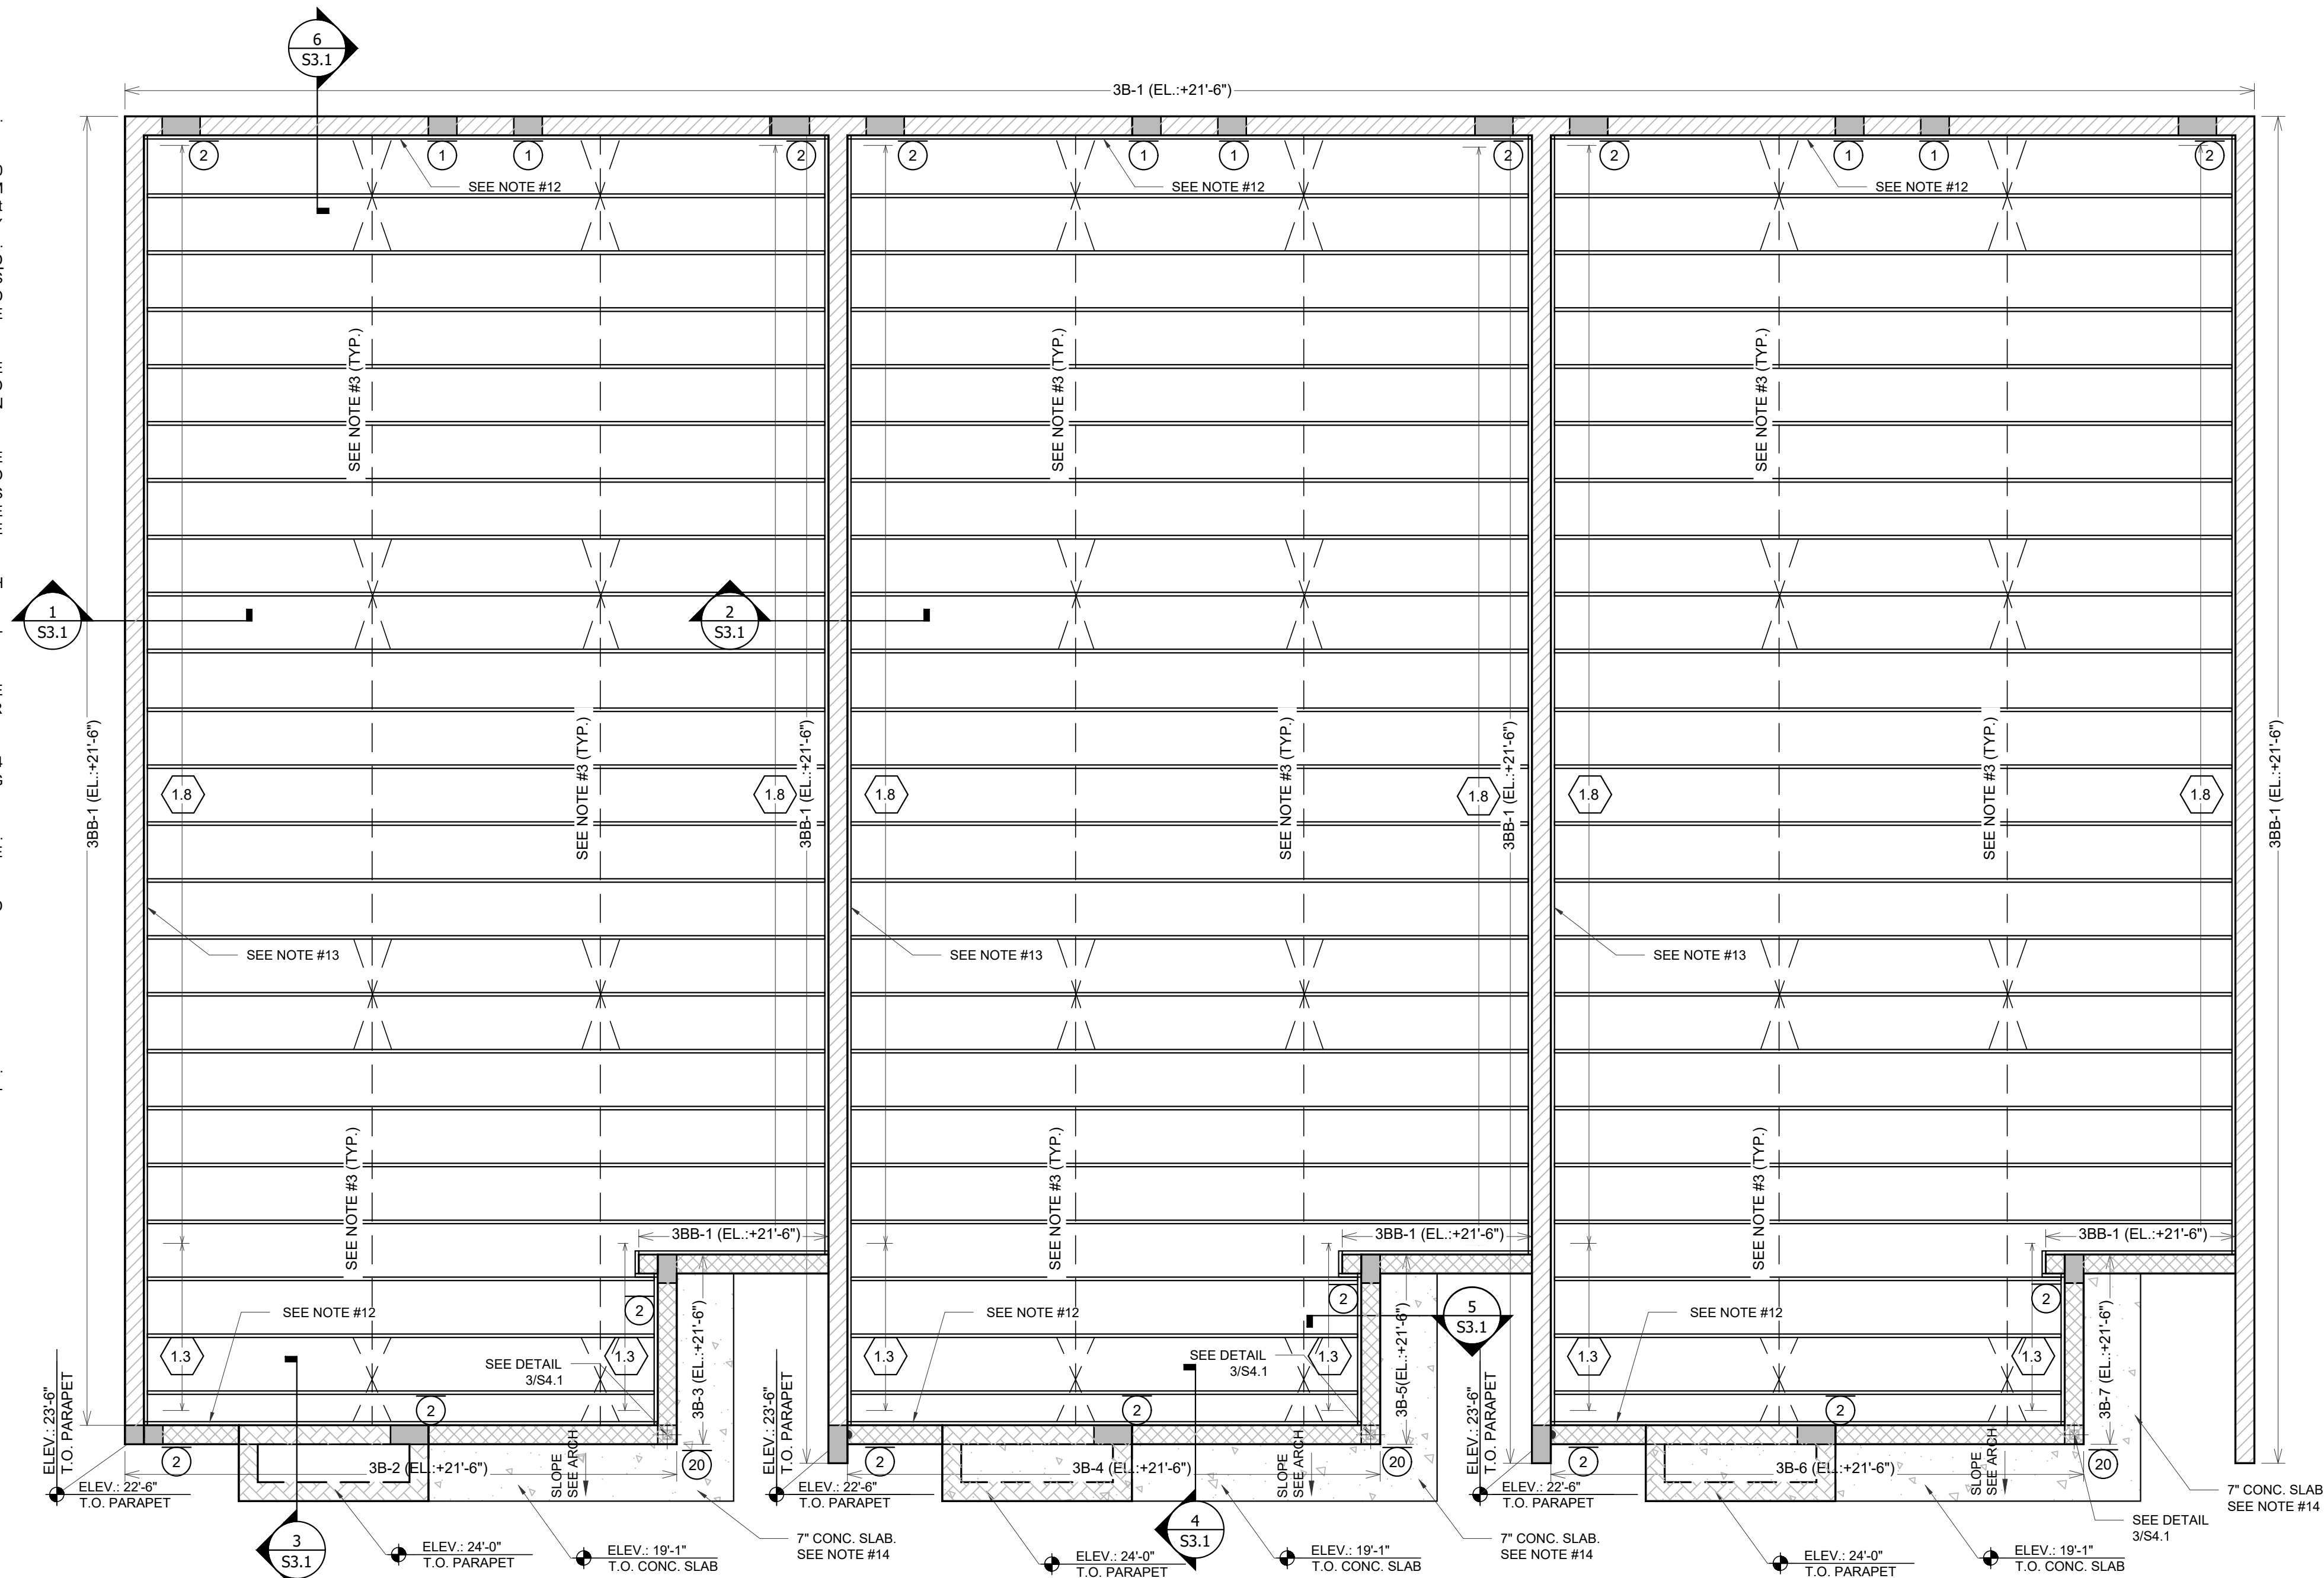 6
S3.1
3B-1 (EL.:+21'-6")
2
1
1
2
2
1
1
2
2
1
1
2
SEE NOTE #12
SEE NOTE #12
SEE NOTE #12
SEE NOTE #3 (TYP.)
SEE NOTE #3 (TYP.)
SEE NOTE #3 (TYP.)
1
S3.1
2
S3.1
3BB-1 (EL.:+21'-6")
SEE NOTE #3 (TYP.)
3BB-1 (EL.:+21'-6")
SEE NOTE #3 (TYP.)
3BB-1 (EL.:+21'-6")
SEE NOTE #3 (TYP.)
3BB-1 (EL.:+21'-6")
1.8
1.8
1.8
1.8
1.8
1.8
SEE NOTE #13
SEE NOTE #13
SEE NOTE #13
SEE NOTE #3 (TYP.)
SEE NOTE #3 (TYP.)
SEE NOTE #3 (TYP.)
3BB-1 (EL.:+21'-6")
3BB-1 (EL.:+21'-6")
3BB-1 (EL.:+21'-6")
SEE NOTE #12
2
SEE NOTE #12
2
5
S3.1
SEE NOTE #12
2
1.3
SEE DETAIL
3/S4.1
1.3
3B-3 (EL.:+21'-6")
1.3
SEE DETAIL
3/S4.1
1.3
3B-5(EL.:+21'-6")
1.3
1.3
3B-7 (EL.:+21'-6")
ELEV.: 23'-6"
T.O. PARAPET
ELEV.: 23'-6"
T.O. PARAPET
ELEV.: 23'-6"
T.O. PARAPET
2
2
2
2
3B-2 (EL.:+21'-6")
20
2
3B-4 (EL.:+21'-6")
20
2
3B-6 (EL.:+21'-6")
20
SLOPE
SEE ARCH
SLOPE
SEE ARCH
SLOPE
SEE ARCH
ELEV.: 22'-6"
T.O. PARAPET
ELEV.: 22'-6"
T.O. PARAPET
ELEV.: 22'-6"
T.O. PARAPET
7" CONC. SLAB
SEE NOTE #14
SEE DETAIL
3/S4.1
3
S3.1
ELEV.: 24'-0"
T.O. PARAPET
ELEV.: 19'-1"
T.O. CONC. SLAB
7" CONC. SLAB.
SEE NOTE #14
4
S3.1
ELEV.: 24'-0"
T.O. PARAPET
ELEV.: 19'-1"
T.O. CONC. SLAB
7" CONC. SLAB.
SEE NOTE #14
ELEV.: 24'-0"
T.O. PARAPET
ELEV.: 19'-1"
T.O. CONC. SLAB